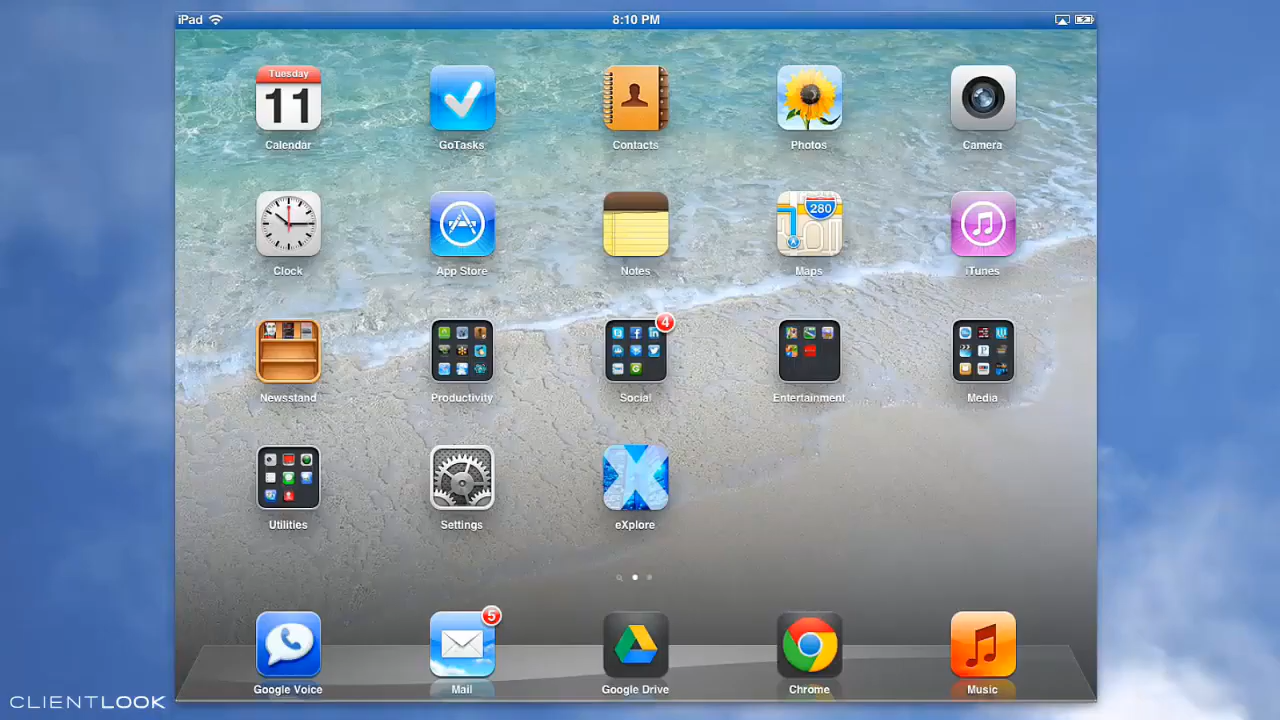 iPad
8:10 PM
Tuesday
11
Calendar
GoTasks
Contacts
Photos
Camera
280
Clock
App Store
Notes
Maps
iTunes
4
Newsstand
Productivity
Social
Entertainment
Media
Utilities
Settings
eXplore
5
Google Voice
Mail
Google Drive
Chrome
Music
CLIENTLOOK